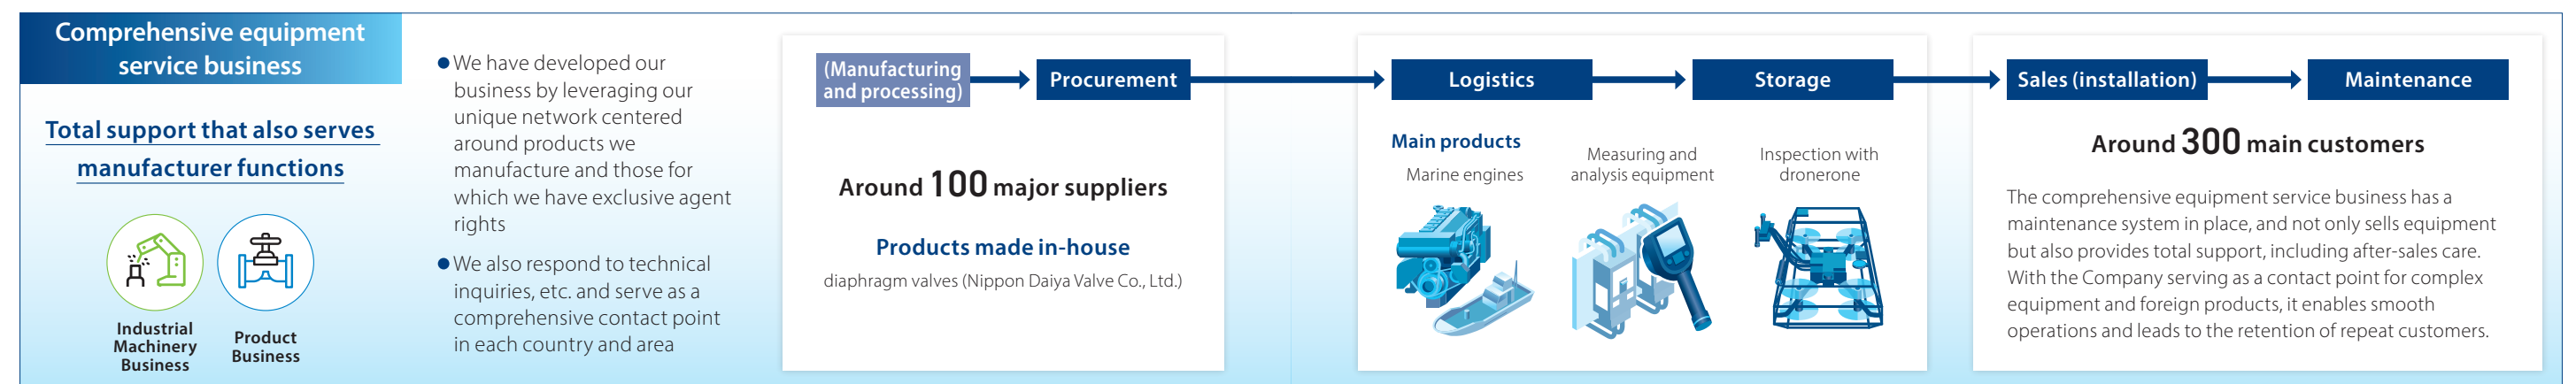 Comprehensive equipment
service business
Total support that also serves
manufacturer functions
Industrial
Machinery
Business
Product
Business
●We have developed our
business by leveraging our
unique network centered
around products we
manufacture and those for
which we have exclusive agent
rights
●We also respond to technical
inquiries, etc. and serve as a
comprehensive contact point
in each country and area
(Manufacturing
and processing)
Procurement
Around 100 major suppliers
Products made in-house
diaphragm valves (Nippon Daiya Valve Co., Ltd.)
Logistics
Storage
Main products
Marine engines
Measuring and
analysis equipment
Inspection with
dronerone
Sales (installation)
Maintenance
Around 300 main customers
The comprehensive equipment service business has a
maintenance system in place, and not only sells equipment
but also provides total support, including after-sales care.
With the Company serving as a contact point for complex
equipment and foreign products, it enables smooth
operations and leads to the retention of repeat customers.